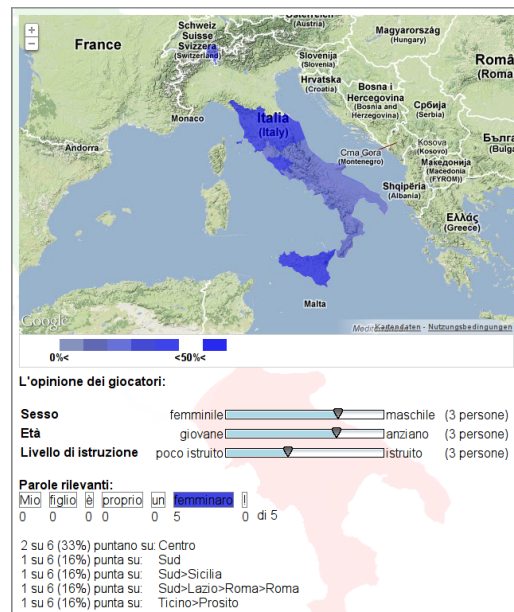 Österreich
(Austria)
Schweiz
Suisse
Svizzera
(Switzerland)
France
Magyarország
(Hungary)
Slovenija
(Slovenia)
Hrvatska
(Croatia)
Româ
(Roma
Bosna i
Hercegovina
(Bosnia and
Herzegovina)
Србија
(Serbia)
Monaco
Italia
(Italy)
Andorra
Crna Gora
(Montenegro)
Kosova
(Kosovo)
Бълга
(Bulga
Македонија
(Macedonia
(FYROM))
Shqipëria
(Albania)
Ελλάς
(Greece)
Malta
Google
Kartendaten - Nutzungsbedingungen
0%< <50%<
L'opinione dei giocatori:
Sesso femminile maschile (3 persone)
Età giovane anziano (3 persone)
Livello di istruzione poco istruito istruito (3 persone)
Parole rilevanti:
Mio figlio è proprio un femminaro !
0 0 0 0 0 5 0 di 5
2 su 6 (33%) puntano su: Centro
1 su 6 (16%) punta su: Sud
1 su 6 (16%) punta su: Sud>Sicilia
1 su 6 (16%) punta su: Sud>Lazio>Roma>Roma
1 su 6 (16%) punta su: Ticino>Prosito